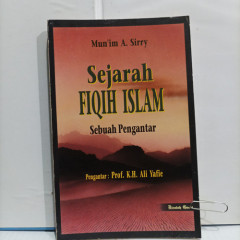 Mun'im A. Sirry
Sejarah
FIQIH ISLAM
Sebuah Pengantar
Pengantar : Prof. K.H. Ali Yafie